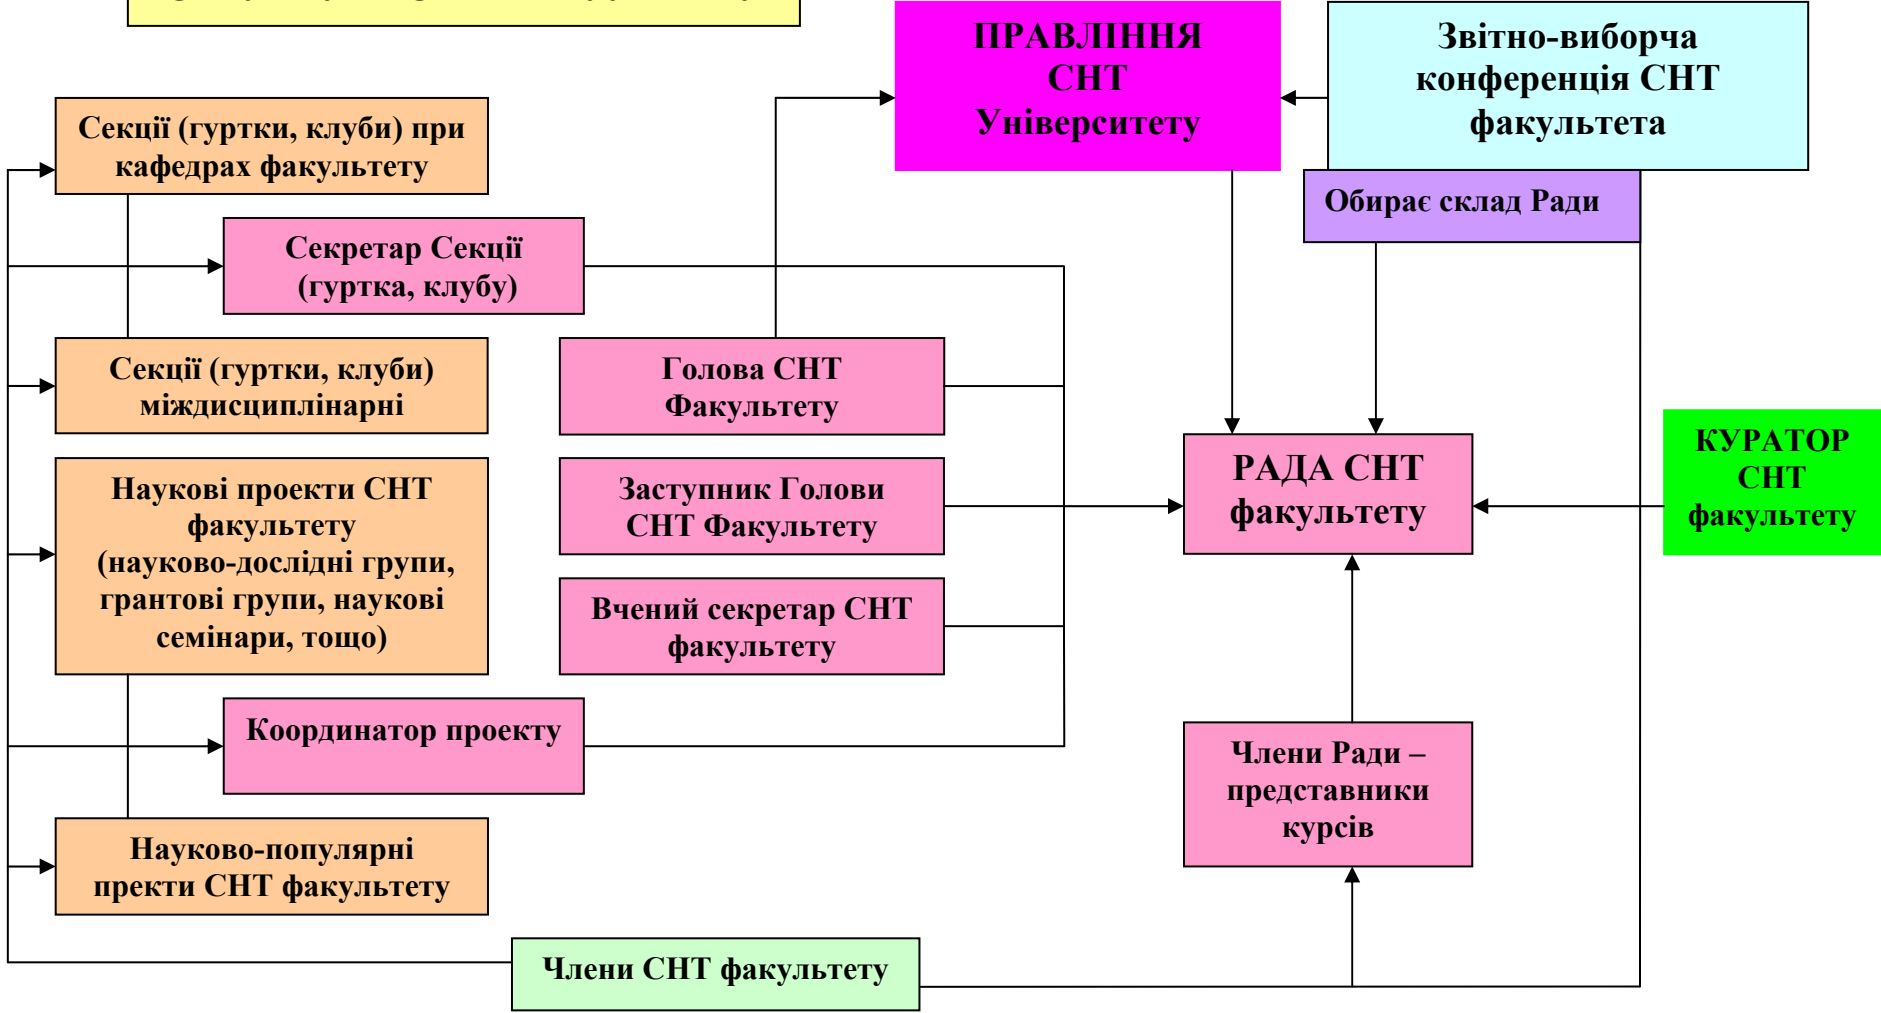 ПРАВЛІННЯ
СНТ
Університету
Звітно-виборча
конференція СНТ
факультета
Секції (гуртки, клуби) при
кафедрах факультету
Обирає склад Ради
Секретар Секції
(гуртка, клубу)
Секції (гуртки, клуби)
міждисциплінарні
Голова СНТ
Факультету
Наукові проекти СНТ
факультету
(науково-дослідні групи,
грантові групи, наукові
семінари, тощо)
Заступник Голови
СНТ Факультету
РАДА СНТ
факультету
КУРАТОР
СНТ
факультету
Вчений секретар СНТ
факультету
Координатор проекту
Члени Ради –
представники
курсів
Науково-популярні
пректи СНТ факультету
Члени СНТ факультету